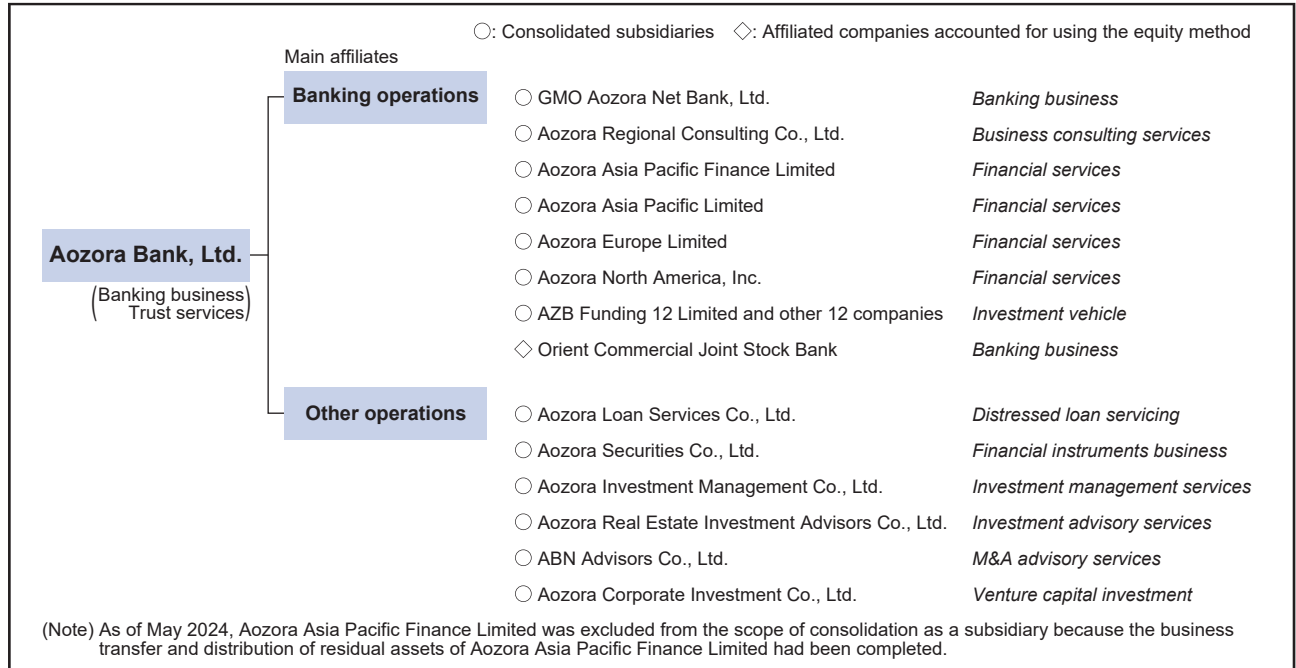 ○: Consolidated subsidiaries ◇: Affiliated companies accounted for using the equity method
Main affiliates
Banking operations
○ GMO Aozora Net Bank, Ltd. Banking business
○ Aozora Regional Consulting Co., Ltd. Business consulting services
○ Aozora Asia Pacific Finance Limited Financial services
○ Aozora Asia Pacific Limited Financial services
○ Aozora Europe Limited Financial services
○ Aozora North America, Inc. Financial services
○ AZB Funding 12 Limited and other 12 companies Investment vehicle
◇ Orient Commercial Joint Stock Bank Banking business
Aozora Bank, Ltd.
(Banking business
Trust services)
Other operations
○ Aozora Loan Services Co., Ltd. Distressed loan servicing
○ Aozora Securities Co., Ltd. Financial instruments business
○ Aozora Investment Management Co., Ltd. Investment management services
○ Aozora Real Estate Investment Advisors Co., Ltd. Investment advisory services
○ ABN Advisors Co., Ltd. M&A advisory services
○ Aozora Corporate Investment Co., Ltd. Venture capital investment
(Note) As of May 2024, Aozora Asia Pacific Finance Limited was excluded from the scope of consolidation as a subsidiary because the business
transfer and distribution of residual assets of Aozora Asia Pacific Finance Limited had been completed.